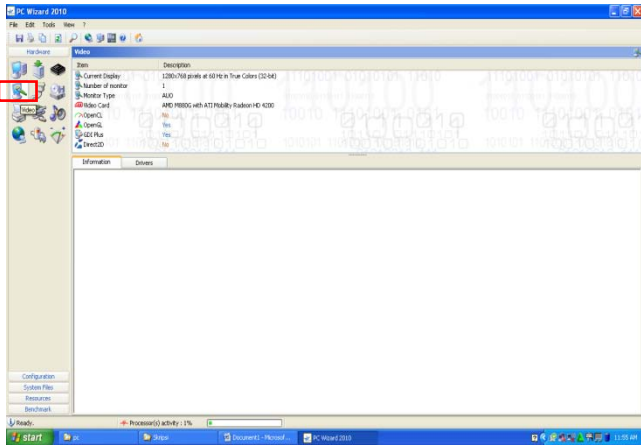 PC Wizard 2010
File Edit Tools View ?
Hardware
Video
Item Description
Current Display 1280x768 pixels at 60 Hz in True Colors (32-bit)
Number of monitor 1
Monitor Type AUO
Video Card AMD M880G with ATI Mobility Radeon HD 4200
OpenCL No
OpenGL Yes
GDI Plus Yes
Direct2D No
Video
Information Drivers
Configuration
System Files
Resources
Benchmark
Ready. Processor(s) activity : 1%
start pc Skripsi Document1 - Microsof... PC Wizard 2010 11:55 AM